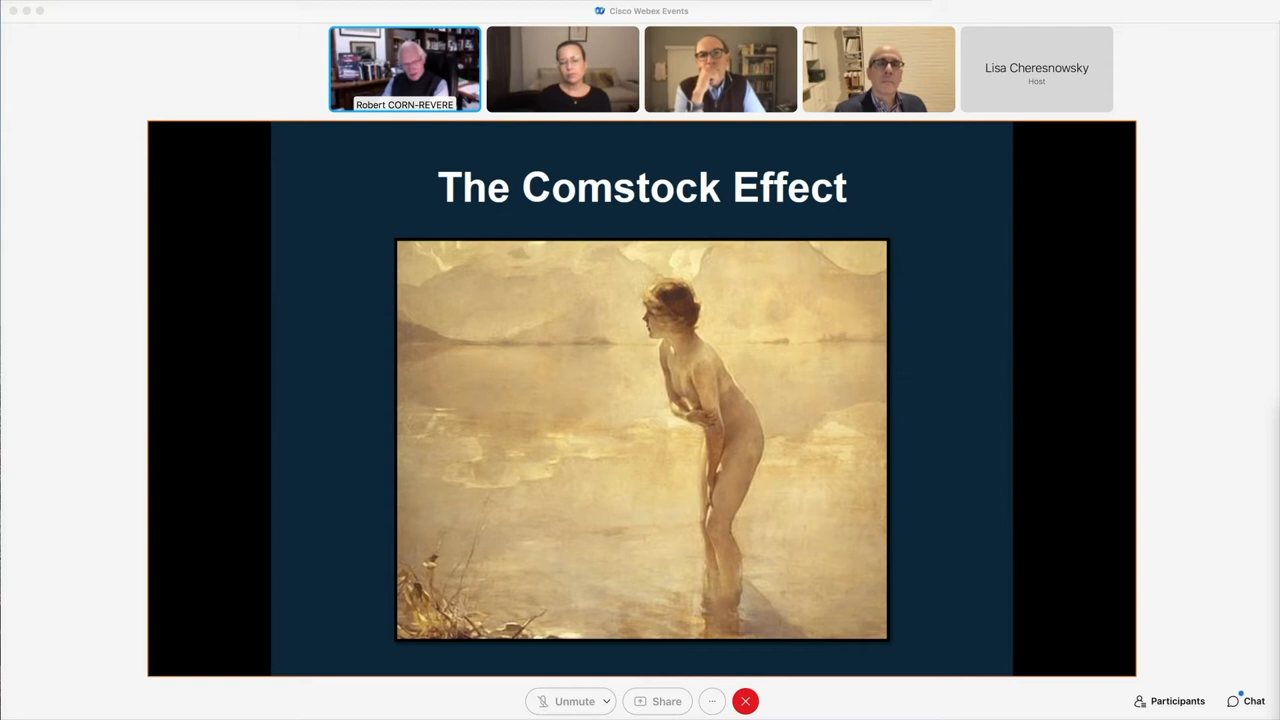 Cisco Webex Events
Robert CORN-REVERE
Lisa Cheresnowsky
Host
The Comstock Effect
Unmute
Share
Participants
Chat